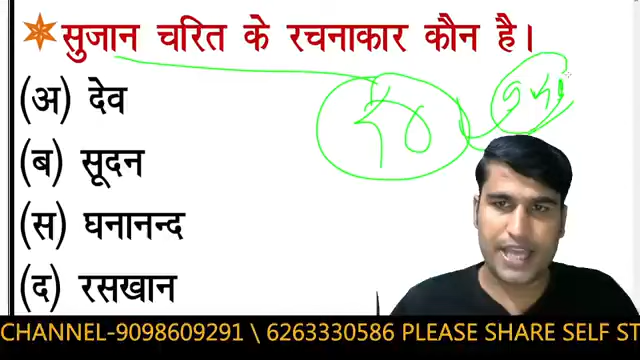 सुजान चरित के रचनाकार कौन है।
(अ) देव
(ब) सूदन
(स) घनानन्द
(द) रसखान
CHANNEL-9098609291 \ 6263330586 PLEASE SHARE SELF ST